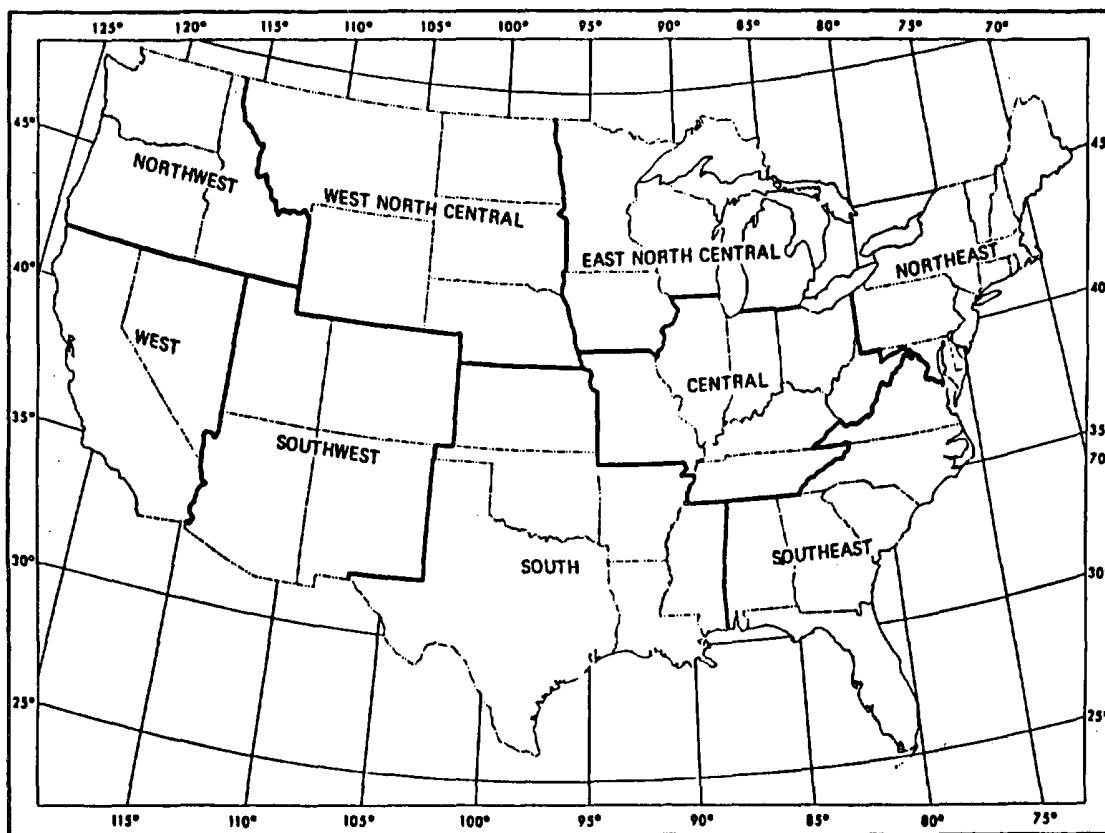 125° 120° 115° 110° 105° 100° 95° 90° 85° 80° 75° 70°
45° 45°
NORTHWEST
WEST NORTH CENTRAL
EAST NORTH CENTRAL
NORTHEAST
40° 40°
WEST
CENTRAL
35° 35°
SOUTHWEST
70°
SOUTH
SOUTHEAST
30° 30°
25° 25°
115° 110° 105° 100° 95° 90° 85° 80° 75°